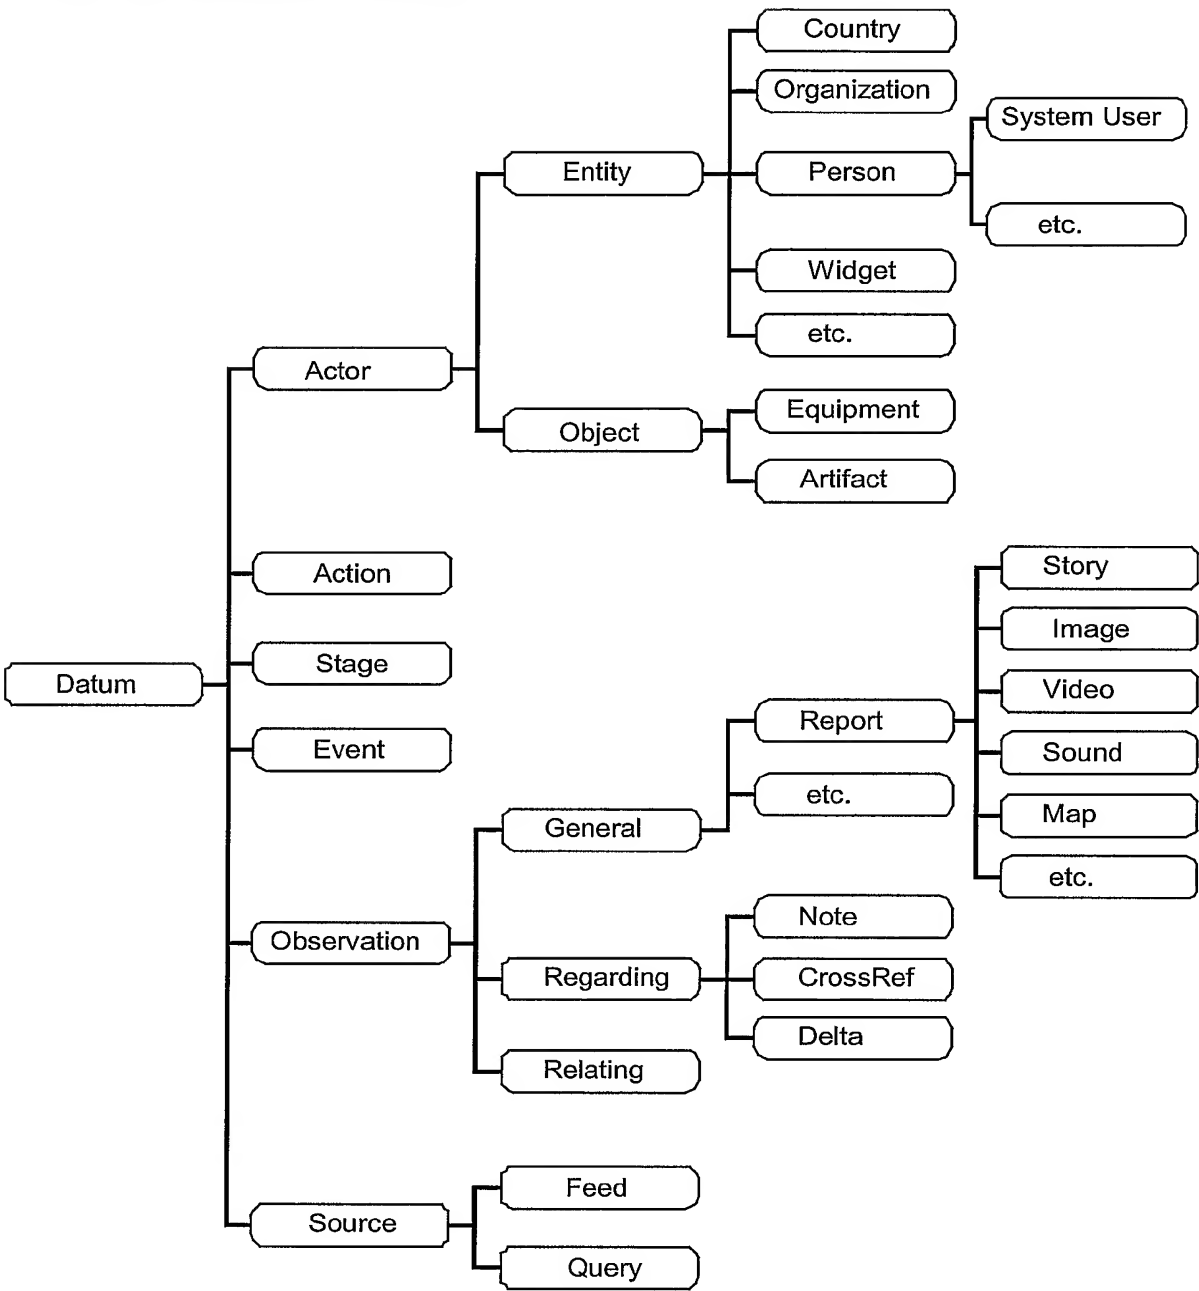 Country
Organization
System User
Entity
Person
etc.
Widget
etc.
Actor
Equipment
Object
Artifact
Story
Action
Image
Stage
Datum
Video
Report
Event
Sound
etc.
General
Map
etc.
Note
Observation
Regarding
CrossRef
Delta
Relating
Feed
Source
Query